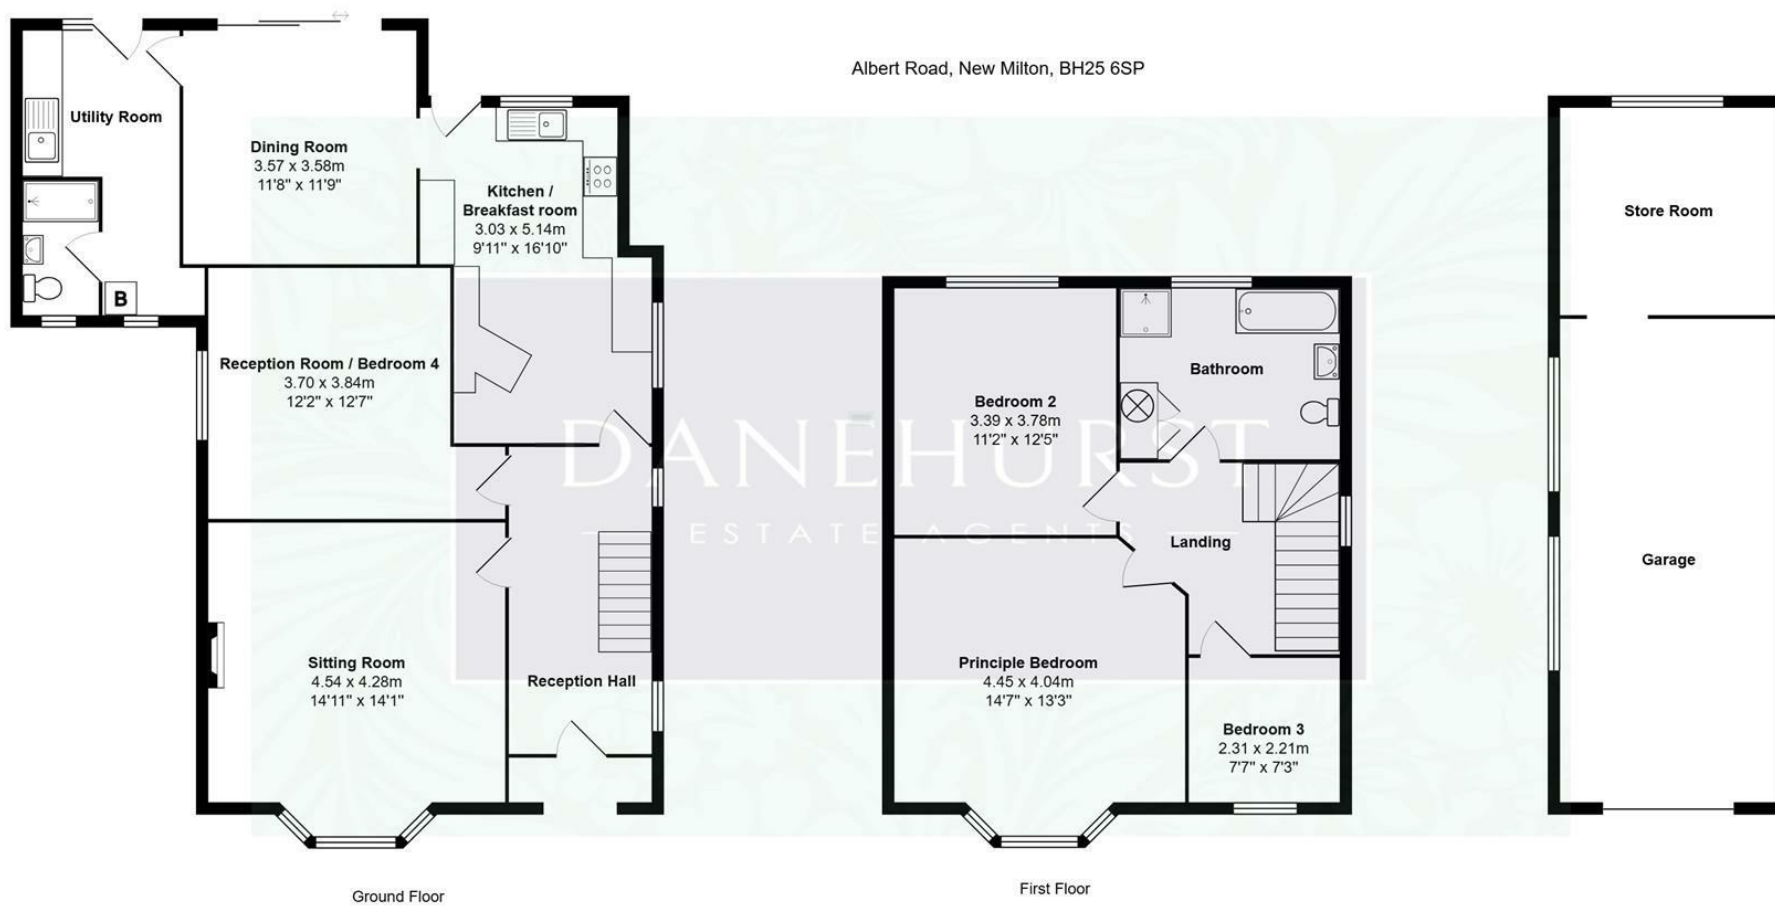 Albert Road, New Milton, BH25 6SP
Utility Room
Dining Room
3.57 x 3.58m
11'8" x 11'9"
Kitchen /
Breakfast room
3.03 x 5.14m
9'11" x 16'10"
B
Reception Room / Bedroom 4
3.70 x 3.84m
12'2" x 12'7"
Sitting Room
4.54 x 4.28m
14'11" x 14'1"
Reception Hall
Ground Floor
DANEHURST
ESTATE AGENTS
Bedroom 2
3.39 x 3.78m
11'2" x 12'5"
Bathroom
Landing
Principle Bedroom
4.45 x 4.04m
14'7" x 13'3"
Bedroom 3
2.31 x 2.21m
7'7" x 7'3"
First Floor
Store Room
Garage